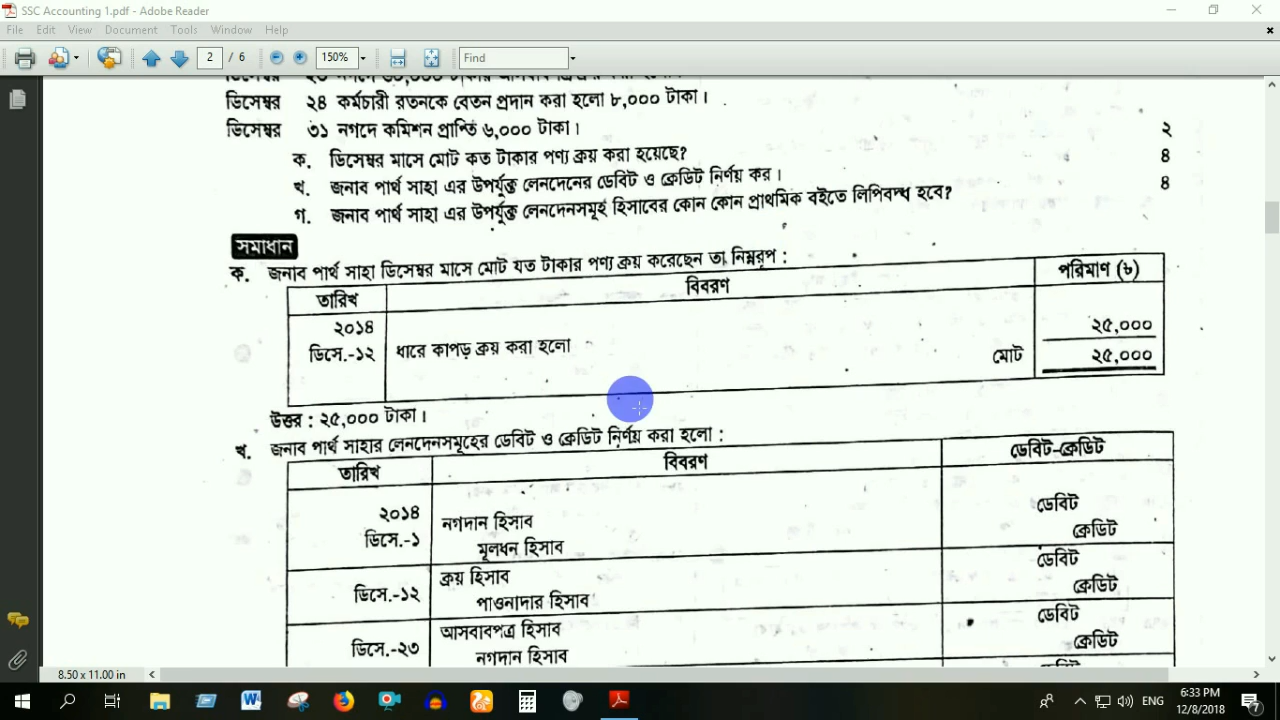 SSC Accounting 1.pdf - Adobe Reader
File Edit View Document Tools Window Help
2 / 6 150% Find
ডিসেম্বর ২৪ কর্মচারী রতনকে বেতন প্রদান করা হলো ৮,০০০ টাকা।
ডিসেম্বর ৩১ নগদে কমিশন প্রাপ্তি ৬,০০০ টাকা।
ক. ডিসেম্বর মাসে মোট কত টাকার পণ্য ক্রয় করা হয়েছে? ২
খ. জনাব পার্থ সাহা এর উপর্যুক্ত লেনদেনের ডেবিট ও ক্রেডিট নির্ণয় কর। ৪
গ. জনাব পার্থ সাহা এর উপর্যুক্ত লেনদেনসমূহ হিসাবের কোন কোন প্রাথমিক বইতে লিপিবদ্ধ হবে? ৪
সমাধান
ক. জনাব পার্থ সাহা ডিসেম্বর মাসে মোট যত টাকার পণ্য ক্রয় করেছেন তা নিম্নরূপ :
তারিখ বিবরণ পরিমাণ (৳)
২০১৪
ডিসে.-১২ ধারে কাপড় ক্রয় করা হলো ২৫,০০০
মোট ২৫,০০০
উত্তর : ২৫,০০০ টাকা।
খ. জনাব পার্থ সাহার লেনদেনসমূহের ডেবিট ও ক্রেডিট নির্ণয় করা হলো :
তারিখ বিবরণ ডেবিট-ক্রেডিট
২০১৪ নগদান হিসাব ডেবিট
ডিসে.-১ মূলধন হিসাব ক্রেডিট
ডিসে.-১২ ক্রয় হিসাব ডেবিট
পাওনাদার হিসাব ক্রেডিট
ডিসে.-২৩ আসবাবপত্র হিসাব ডেবিট
নগদান হিসাব ক্রেডিট
8.50 x 11.00 in
ENG 6:33 PM
12/8/2018
7